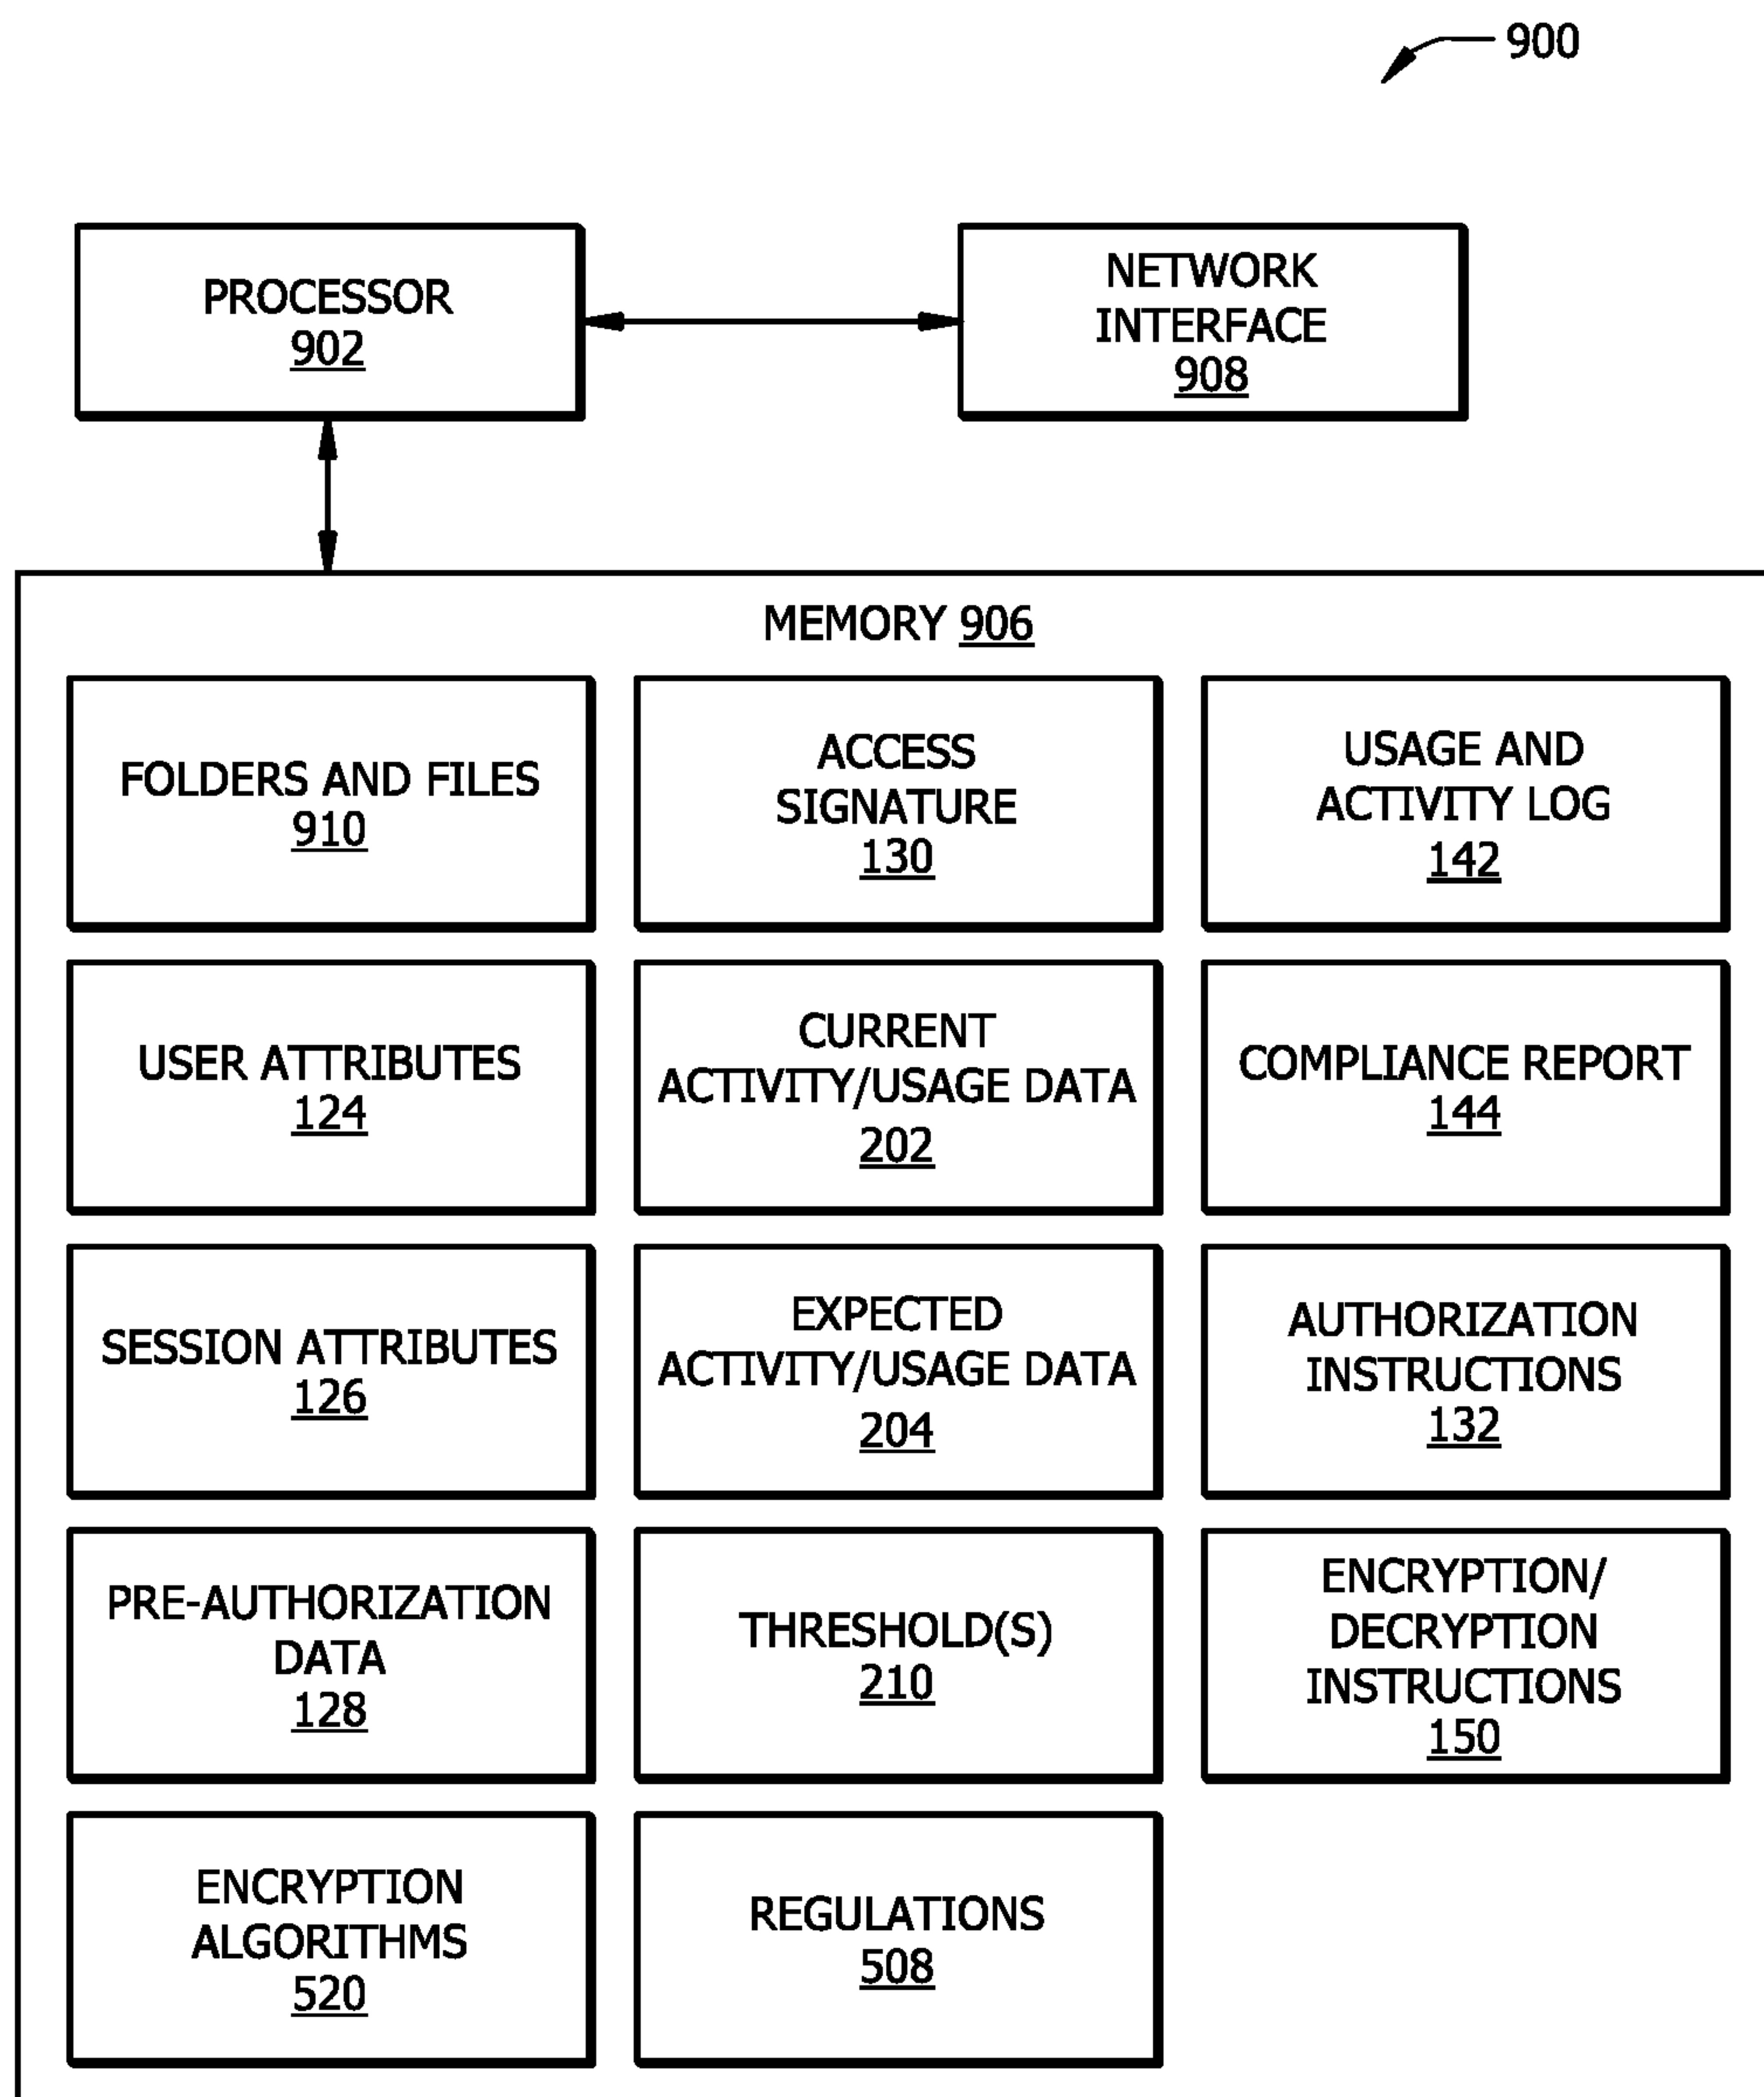 900
PROCESSOR
902
NETWORK
INTERFACE
908
MEMORY 906
FOLDERS AND FILES
910
ACCESS
SIGNATURE
130
USAGE AND
ACTIVITY LOG
142
USER ATTRIBUTES
124
CURRENT
ACTIVITY/USAGE DATA
202
COMPLIANCE REPORT
144
SESSION ATTRIBUTES
126
EXPECTED
ACTIVITY/USAGE DATA
204
AUTHORIZATION
INSTRUCTIONS
132
PRE-AUTHORIZATION
DATA
128
THRESHOLD(S)
210
ENCRYPTION/
DECRYPTION
INSTRUCTIONS
150
ENCRYPTION
ALGORITHMS
520
REGULATIONS
508